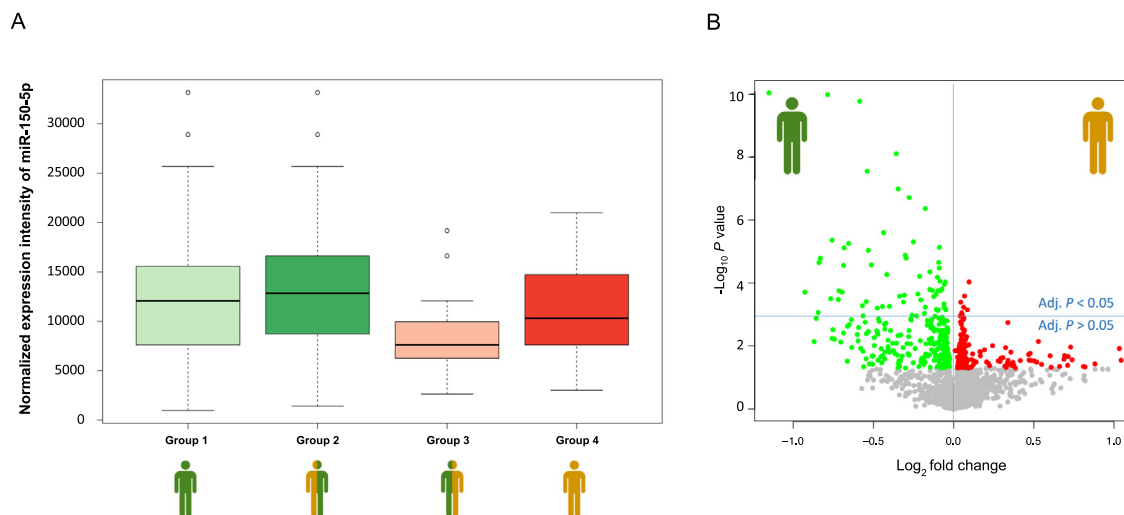 A
Normalized expression intensity of miR-150-5p
30000
25000
20000
15000
10000
5000
0
Group 1 Group 2 Group 3 Group 4
B
-Log10 P value
10
8
6
4
2
0
Adj. P < 0.05
Adj. P > 0.05
-1.0 -0.5 0.0 0.5 1.0
Log2 fold change